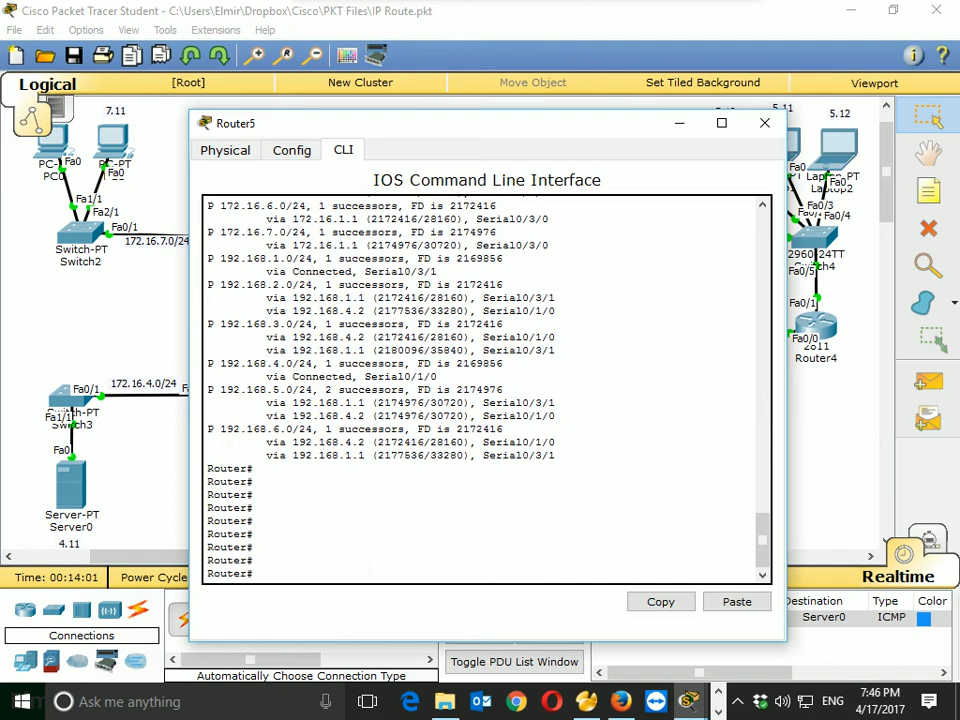 Cisco Packet Tracer Student - C:\Users\Elmir\Dropbox\Cisco\PKT Files\IP Route.pkt
File Edit Options View Tools Extensions Help
Logical [Root] New Cluster Move Object Set Tiled Background Viewport
7.11
PC0
Fa0
PC-PT
Fa0
Fa1/1
Fa2/1
Fa0/1
172.16.7.0/24
Switch-PT
Switch2
Fa0/1
172.16.4.0/24
Fa1/1
Switch3
Fa0
Server-PT
Server0
4.11
Router5
Physical Config CLI
IOS Command Line Interface
P 172.16.6.0/24, 1 successors, FD is 2172416
via 172.16.1.1 (2172416/28160), Serial0/3/0
P 172.16.7.0/24, 1 successors, FD is 2174976
via 172.16.1.1 (2174976/30720), Serial0/3/0
P 192.168.1.0/24, 1 successors, FD is 2169856
via Connected, Serial0/3/1
P 192.168.2.0/24, 1 successors, FD is 2172416
via 192.168.1.1 (2172416/28160), Serial0/3/1
via 192.168.4.2 (2177536/33280), Serial0/1/0
P 192.168.3.0/24, 1 successors, FD is 2172416
via 192.168.4.2 (2172416/28160), Serial0/1/0
via 192.168.1.1 (2180096/35840), Serial0/3/1
P 192.168.4.0/24, 1 successors, FD is 2169856
via Connected, Serial0/1/0
P 192.168.5.0/24, 2 successors, FD is 2174976
via 192.168.1.1 (2174976/30720), Serial0/3/1
via 192.168.4.2 (2174976/30720), Serial0/1/0
P 192.168.6.0/24, 1 successors, FD is 2172416
via 192.168.4.2 (2172416/28160), Serial0/1/0
via 192.168.1.1 (2177536/33280), Serial0/3/1
Router#
Router#
Router#
Router#
Router#
Router#
Router#
Router#
Router#
Copy Paste
5.11
5.12
Fa0
Laptop2
Fa0
Fa0/3
Fa0/4
2960-24TT
Switch4
Fa0/5
Fa0/1
Fa0/0
2811
Router4
Time: 00:14:01 Power Cycle
Realtime
Connections
Automatically Choose Connection Type
Toggle PDU List Window
Destination Type Color
Server0 ICMP
Ask me anything
ENG
7:46 PM
4/17/2017